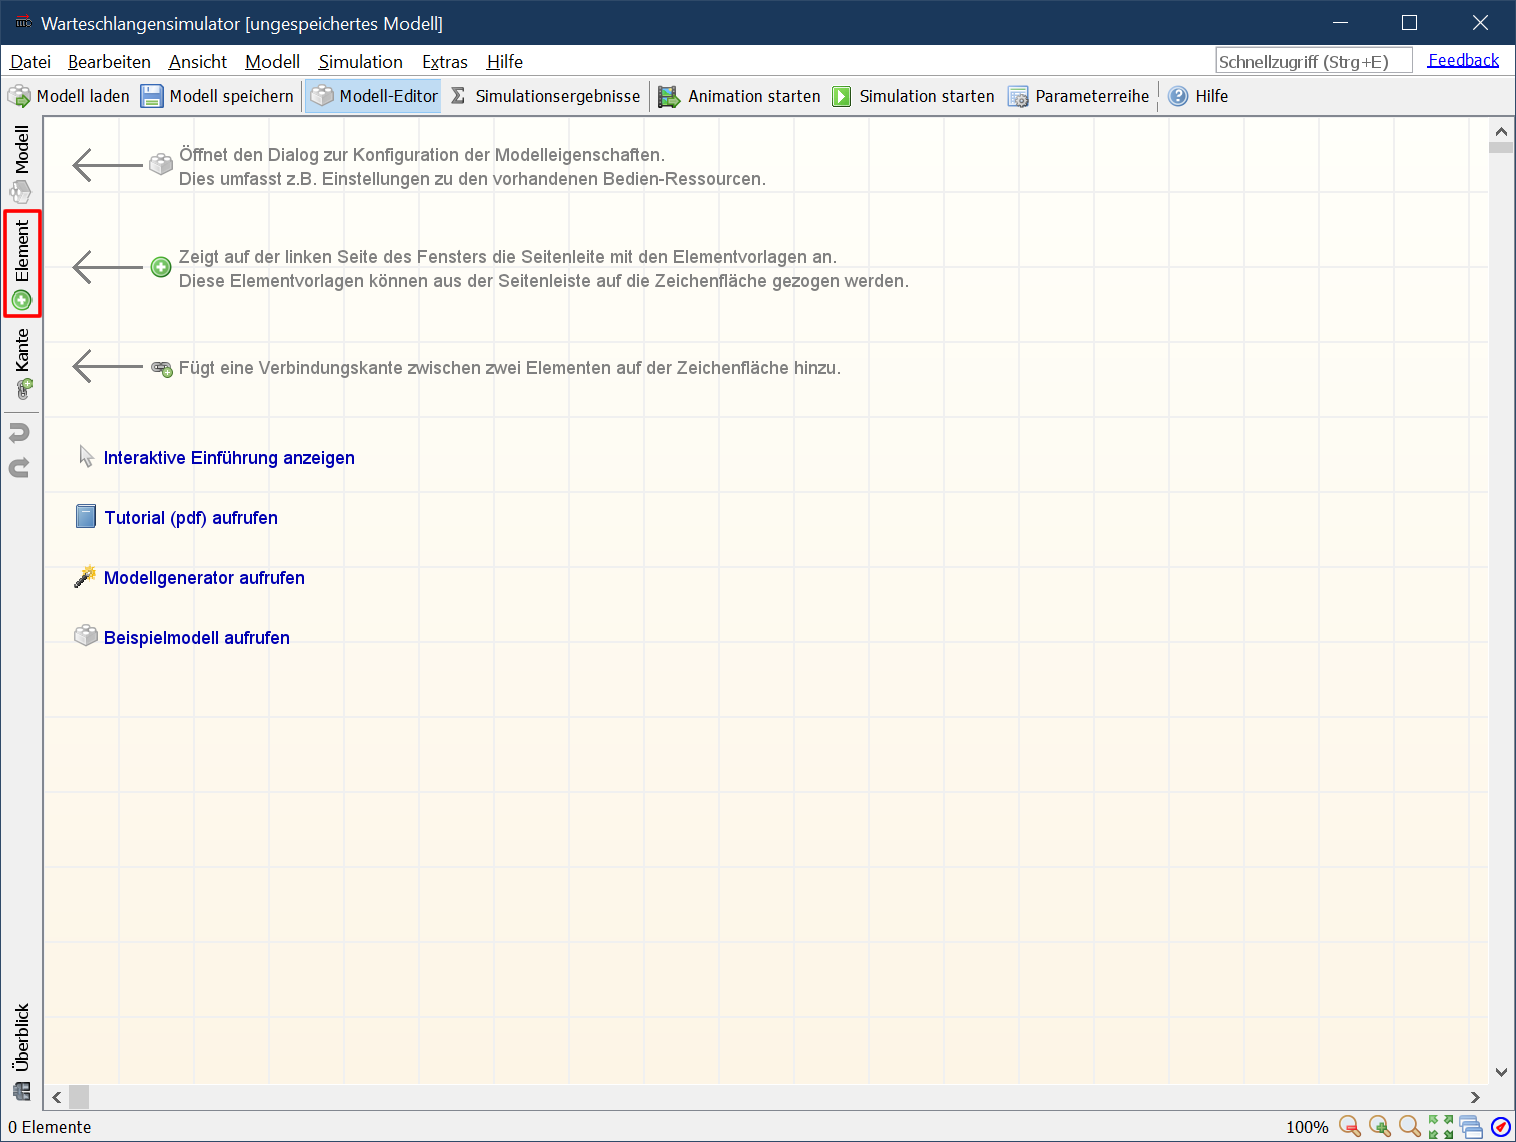 Warteschlangensimulator [ungespeichertes Modell]
Datei Bearbeiten Ansicht Modell Simulation Extras Hilfe Schnellzugriff (Strg+E) Feedback
Modell laden Modell speichern Modell-Editor Simulationsergebnisse Animation starten Simulation starten Parameterreihe Hilfe
Modell
Element
Kante
Überblick
Öffnet den Dialog zur Konfiguration der Modelleigenschaften.
Dies umfasst z.B. Einstellungen zu den vorhandenen Bedien-Ressourcen.
Zeigt auf der linken Seite des Fensters die Seitenleite mit den Elementvorlagen an.
Diese Elementvorlagen können aus der Seitenleiste auf die Zeichenfläche gezogen werden.
Fügt eine Verbindungskante zwischen zwei Elementen auf der Zeichenfläche hinzu.
Interaktive Einführung anzeigen
Tutorial (pdf) aufrufen
Modellgenerator aufrufen
Beispielmodell aufrufen
0 Elemente 100%